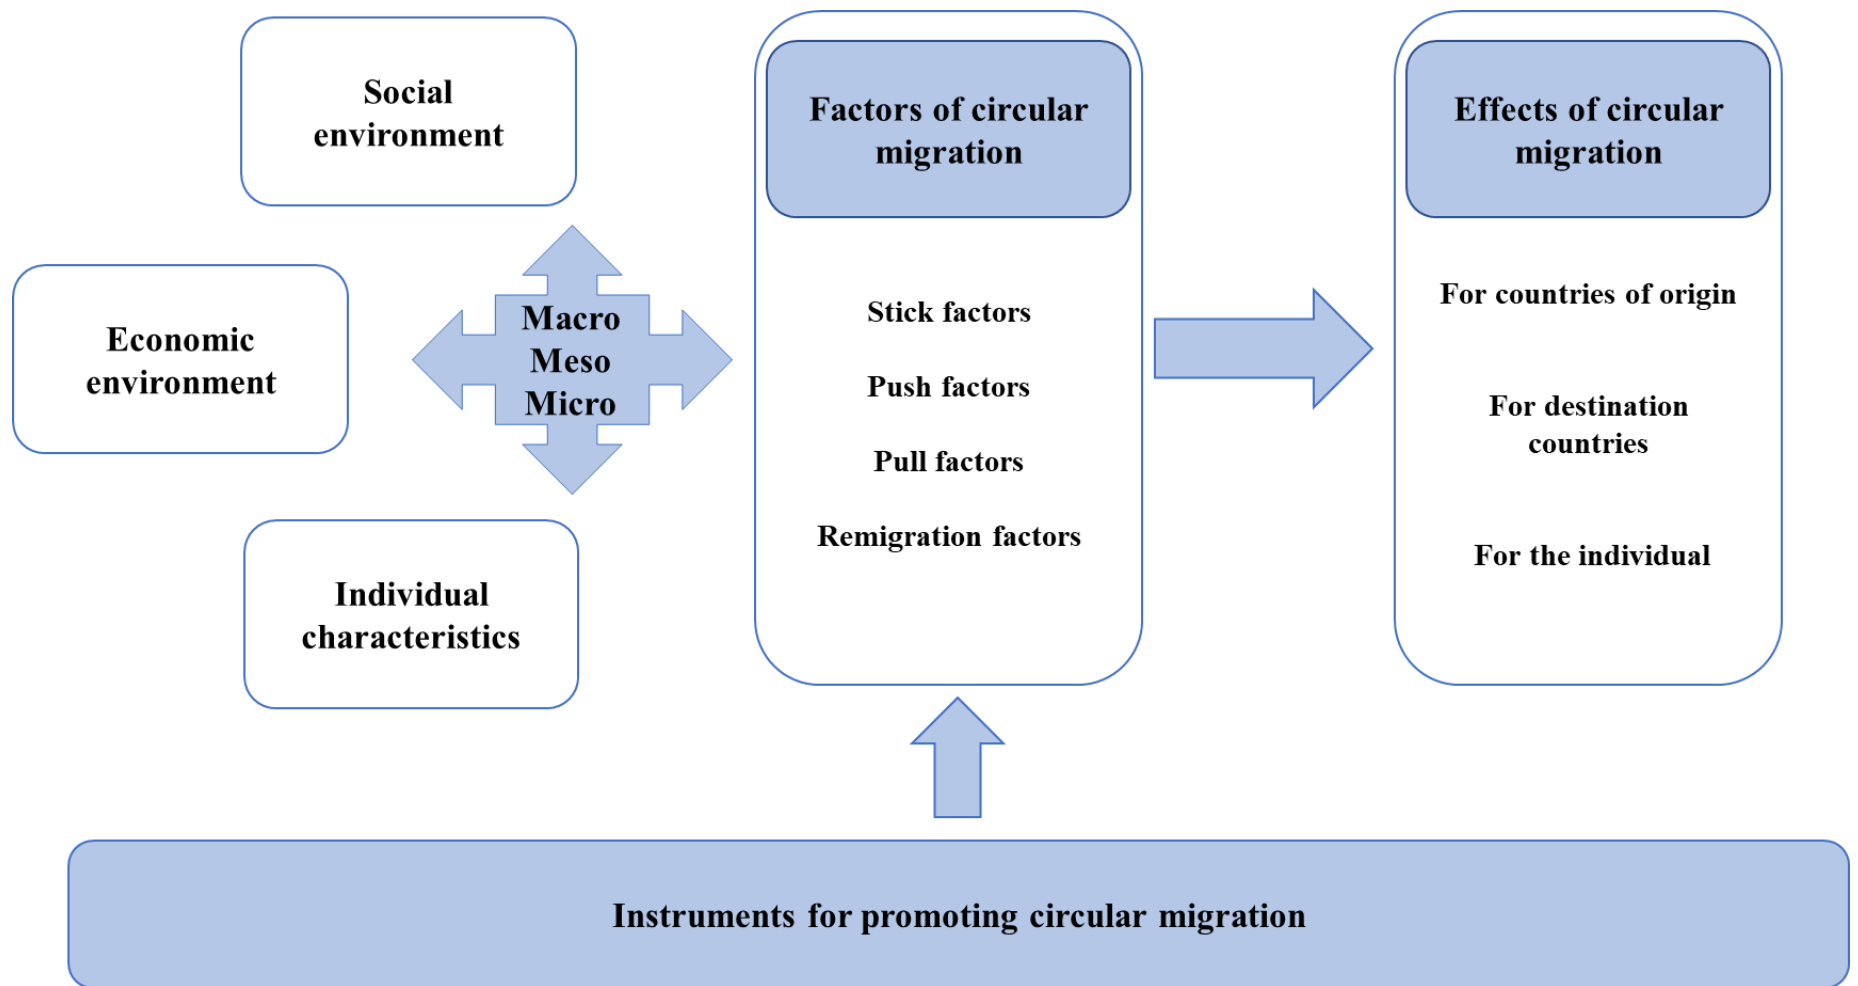 Social
environment
Economic
environment
Individual
characteristics
Macro
Meso
Micro
Factors of circular
migration
Stick factors
Push factors
Pull factors
Remigration factors
Effects of circular
migration
For countries of origin
For destination
countries
For the individual
Instruments for promoting circular migration